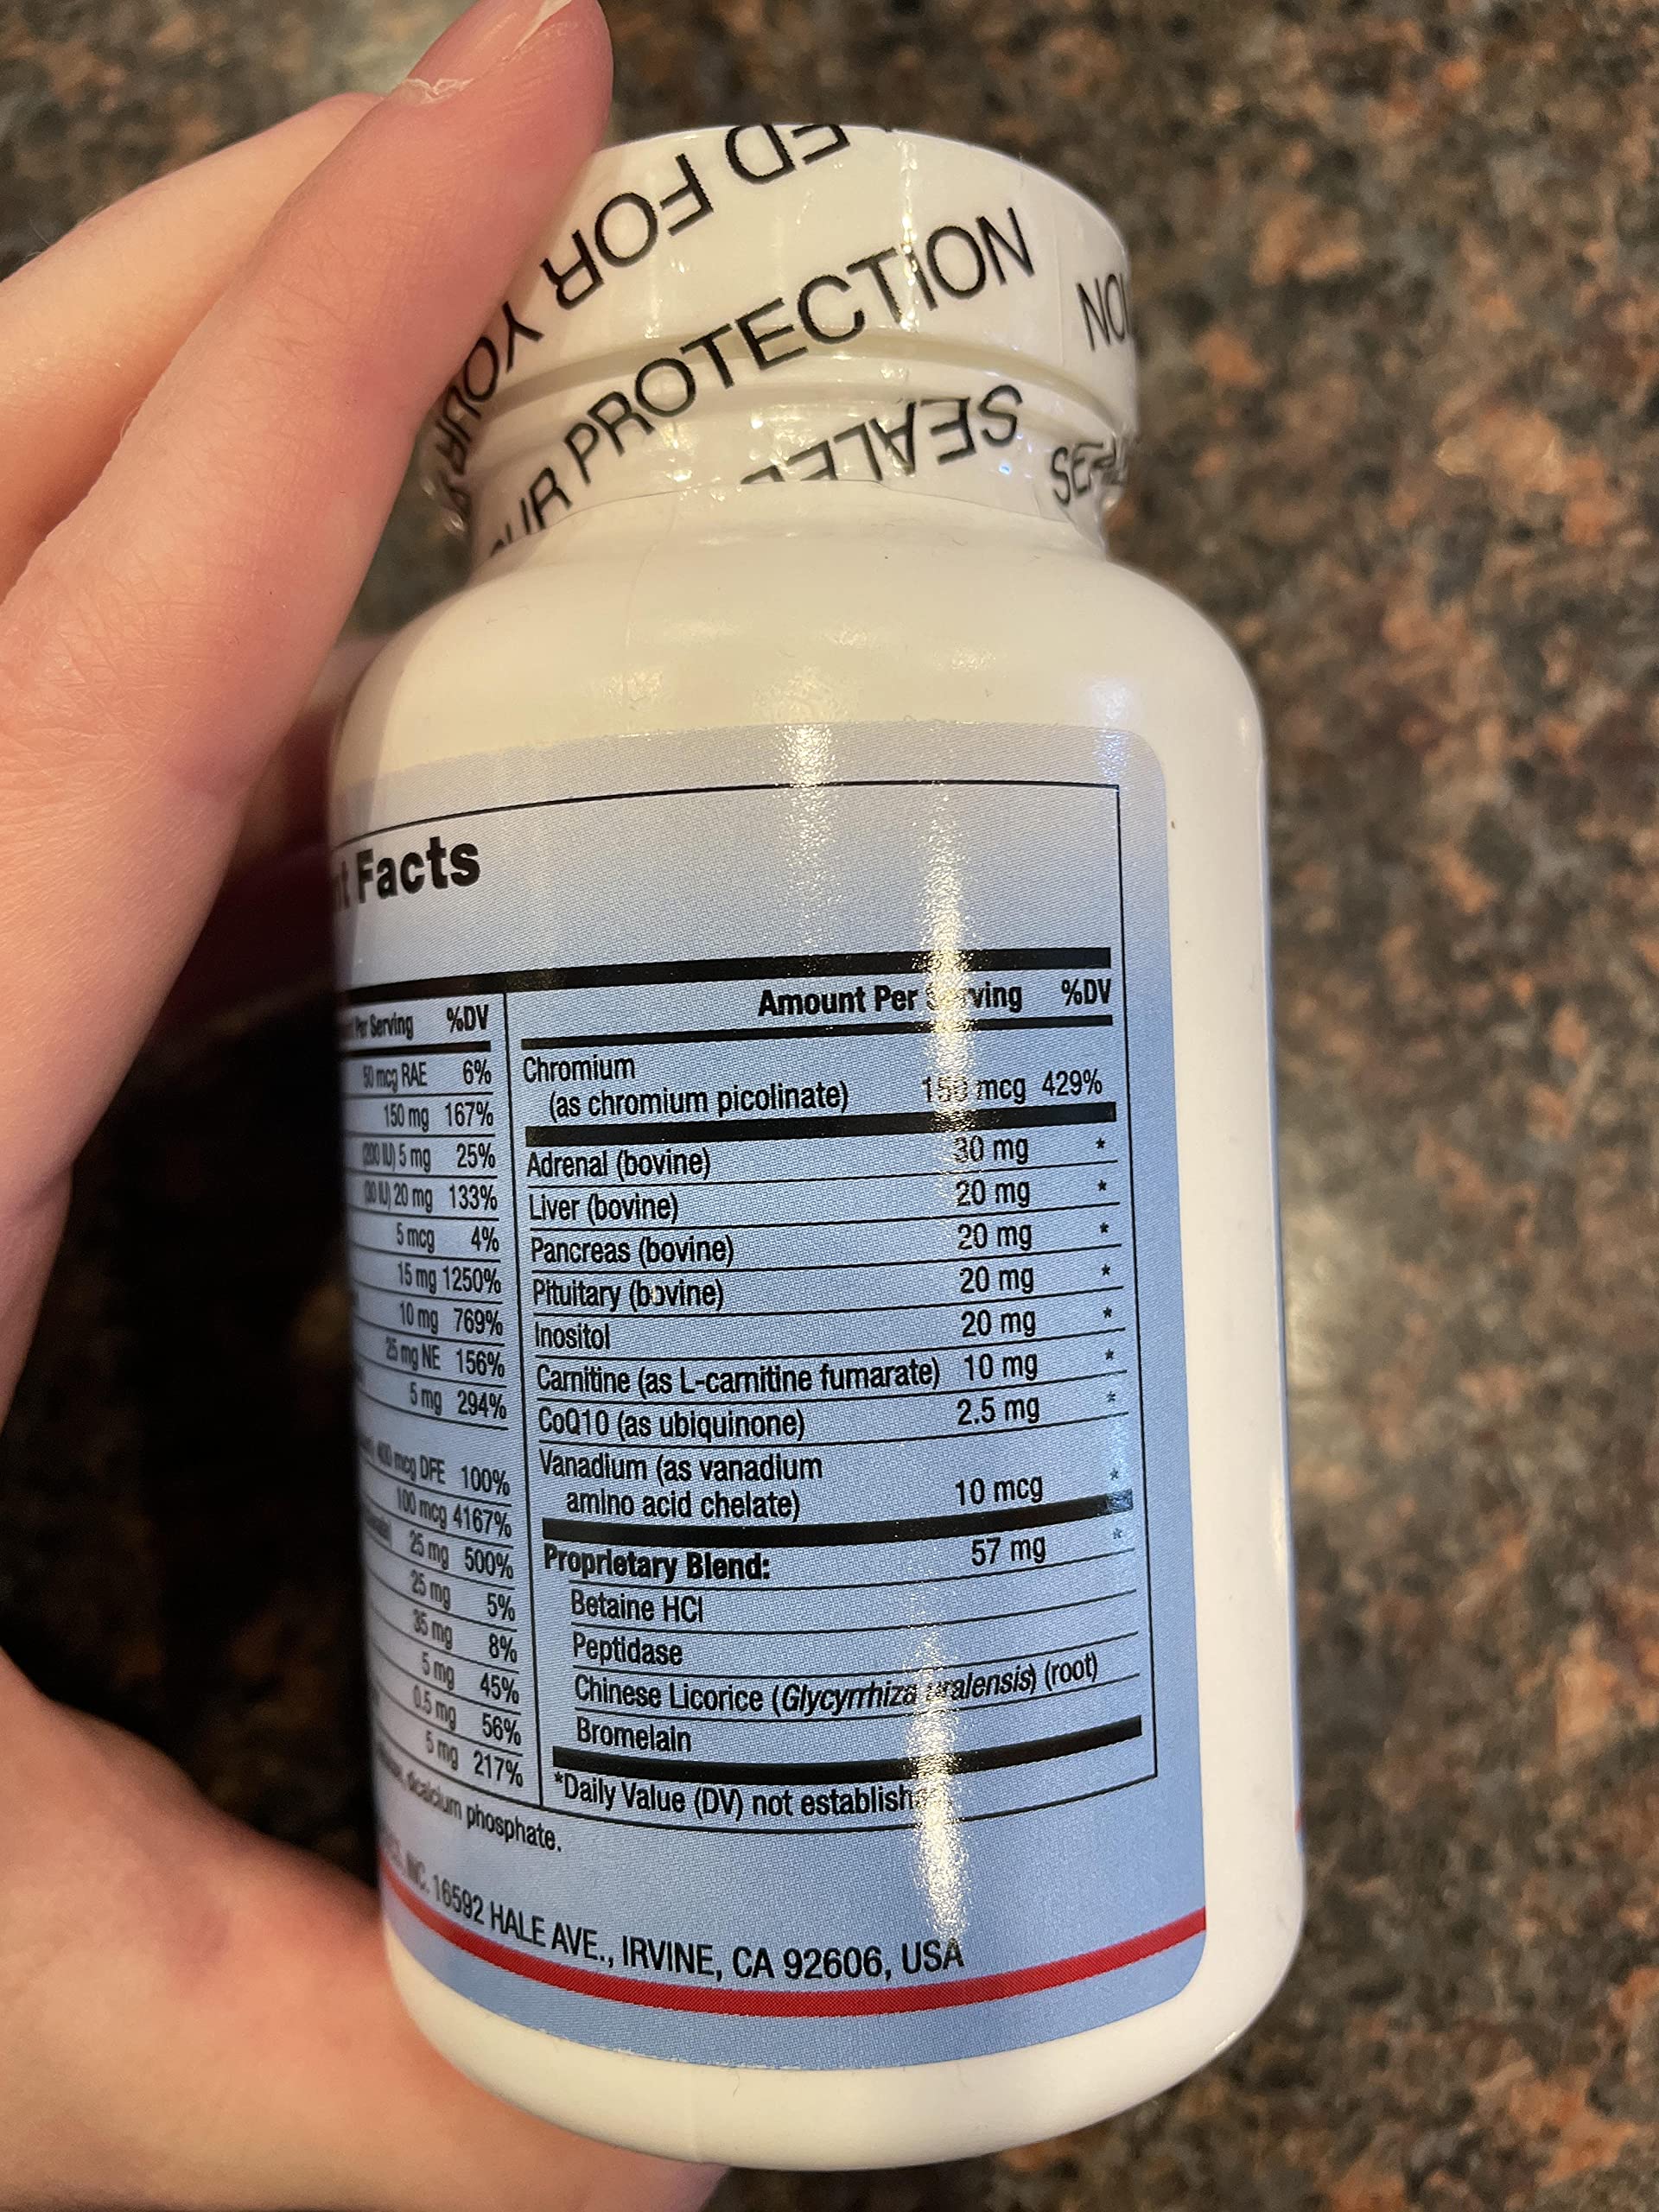 ED FOR YOUR
PROTECTION
SEALED
Facts
Per Serving %DV
50 mcg RAE 6%
150 mg 167%
(200 IU) 5 mg 25%
(30 IU) 20 mg 133%
5 mcg 4%
15 mg 1250%
10 mg 769%
25 mg NE 156%
5 mg 294%
400 mcg DFE 100%
100 mcg 4167%
25 mg 500%
25 mg 5%
35 mg 8%
5 mg 45%
0.5 mg 56%
5 mg 217%
Amount Per Serving %DV
Chromium
(as chromium picolinate) 150 mcg 429%
Adrenal (bovine) 30 mg *
Liver (bovine) 20 mg *
Pancreas (bovine) 20 mg *
Pituitary (bovine) 20 mg *
Inositol 20 mg *
Carnitine (as L-carnitine fumarate) 10 mg *
CoQ10 (as ubiquinone) 2.5 mg *
Vanadium (as vanadium
amino acid chelate) 10 mcg *
Proprietary Blend: 57 mg *
Betaine HCl
Peptidase
Chinese Licorice (Glycyrrhiza uralensis) (root)
Bromelain
*Daily Value (DV) not establish
dicalcium phosphate.
INC. 16592 HALE AVE., IRVINE, CA 92606, USA